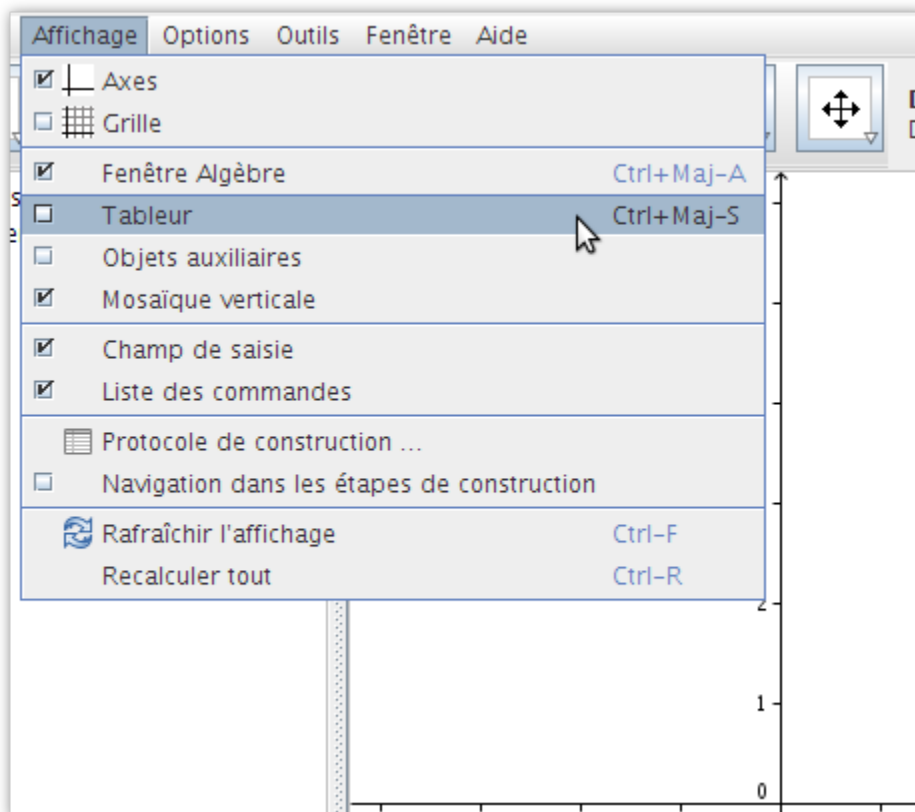 Affichage Options Outils Fenêtre Aide
Axes
Grille
Fenêtre Algèbre Ctrl+Maj-A
Tableur Ctrl+Maj-S
Objets auxiliaires
Mosaïque verticale
Champ de saisie
Liste des commandes
Protocole de construction ...
Navigation dans les étapes de construction
Rafraîchir l'affichage Ctrl-F
Recalculer tout Ctrl-R
2
1
0